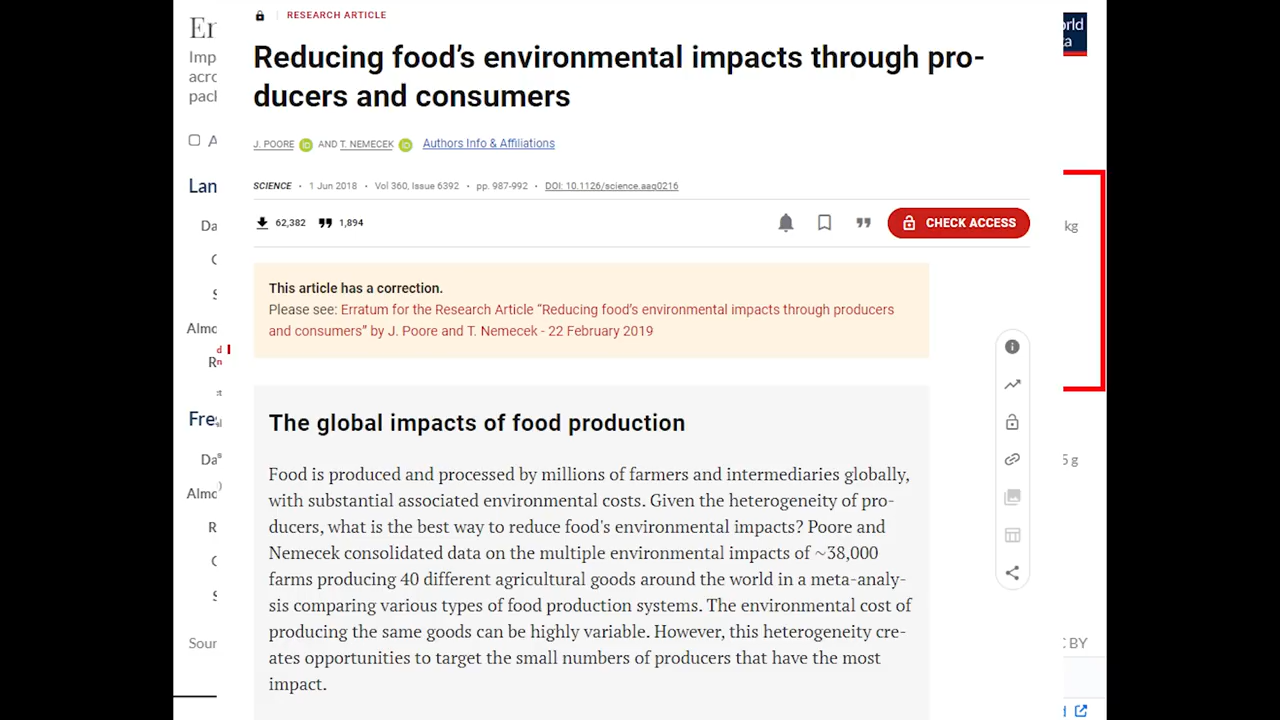 RESEARCH ARTICLE
Reducing food's environmental impacts through pro-
ducers and consumers
J. POORE AND T. NEMECEK Authors Info & Affiliations
SCIENCE • 1 Jun 2018 • Vol 360, Issue 6392 • pp. 987-992 • DOI: 10.1126/science.aaq0216
62,382 1,894
CHECK ACCESS
This article has a correction.
Please see: Erratum for the Research Article “Reducing food's environmental impacts through producers
and consumers” by J. Poore and T. Nemecek - 22 February 2019
The global impacts of food production
Food is produced and processed by millions of farmers and intermediaries globally,
with substantial associated environmental costs. Given the heterogeneity of pro-
ducers, what is the best way to reduce food's environmental impacts? Poore and
Nemecek consolidated data on the multiple environmental impacts of ~38,000
farms producing 40 different agricultural goods around the world in a meta-analy-
sis comparing various types of food production systems. The environmental cost of
producing the same goods can be highly variable. However, this heterogeneity cre-
ates opportunities to target the small numbers of producers that have the most
impact.
kg
5 g
BY